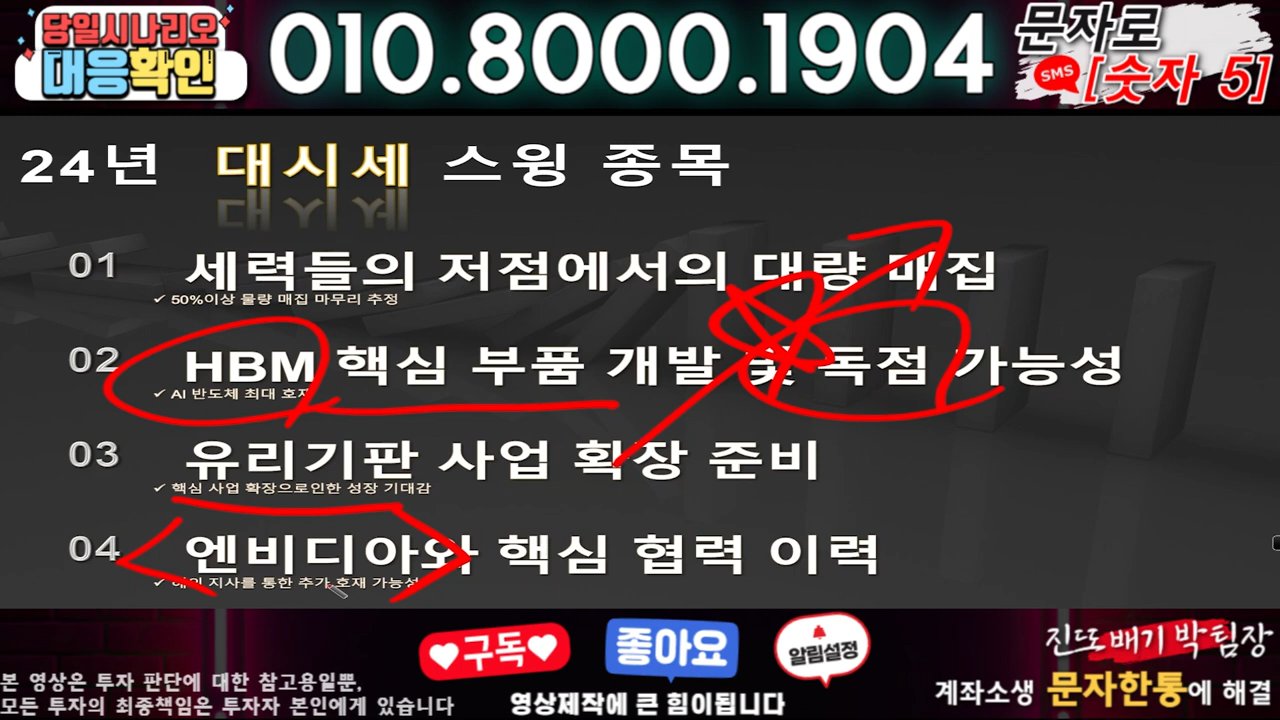 당일시나리오
대응확인
010.8000.1904
문자로
SMS
[숫자 5]
24년 대시세 스윙 종목
01 세력들의 저점에서의 대량 매집
✓ 50%이상 물량 매집 마무리 추정
02 HBM 핵심 부품 개발 및 독점 가능성
✓ AI 반도체 최대 호재
03 유리기판 사업 확장 준비
✓ 핵심 사업 확장으로인한 성장 기대감
04 엔비디아와 핵심 협력 이력
✓ 해외 지사를 통한 추가 호재 가능성
구독
좋아요
알림설정
영상제작에 큰 힘이됩니다
본 영상은 투자 판단에 대한 참고용일뿐,
모든 투자의 최종책임은 투자자 본인에게 있습니다
진또배기 박팀장
계좌소생 문자한통에 해결